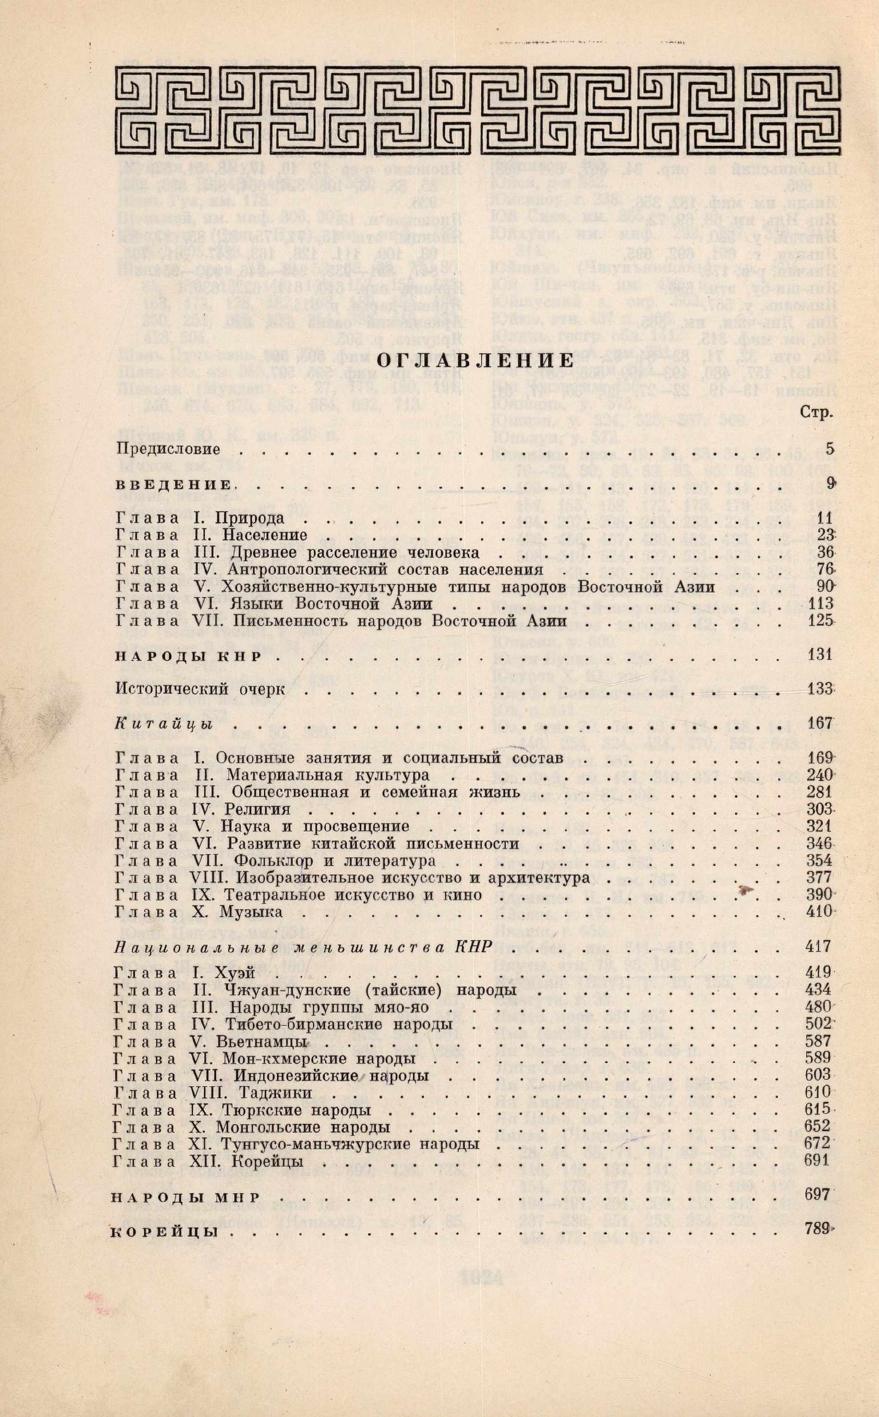 ОГЛАВЛЕНИЕ
Стр.
Предисловие . . . . . . . . . . . . . . . . . . . . . . . 5
ВВЕДЕНИЕ. . . . . . . . . . . . . . . . . . . . . . . . 9
Глава I. Природа . . . . . . . . . . . . . . . . . . . . . 11
Глава II. Население . . . . . . . . . . . . . . . . . . . . 23
Глава III. Древнее расселение человека . . . . . . . . . . . . . 36
Глава IV. Антропологический состав населения . . . . . . . . . . 76
Глава V. Хозяйственно-культурные типы народов Восточной Азии . . . 90
Глава VI. Языки Восточной Азии . . . . . . . . . . . . . . . 113
Глава VII. Письменность народов Восточной Азии . . . . . . . . . 125
НАРОДЫ КНР . . . . . . . . . . . . . . . . . . . . . . 131
Исторический очерк . . . . . . . . . . . . . . . . . . . . 133
Китайцы . . . . . . . . . . . . . . . . . . . . . . . . 167
Глава I. Основные занятия и социальный состав . . . . . . . . . 169
Глава II. Материальная культура . . . . . . . . . . . . . . . 240
Глава III. Общественная и семейная жизнь . . . . . . . . . . . 281
Глава IV. Религия . . . . . . . . . . . . . . . . . . . . . 303
Глава V. Наука и просвещение . . . . . . . . . . . . . . . . 321
Глава VI. Развитие китайской письменности . . . . . . . . . . . 346
Глава VII. Фольклор и литература . . . . . . . . . . . . . . . 354
Глава VIII. Изобразительное искусство и архитектура . . . . . . . . 377
Глава IX. Театральное искусство и кино . . . . . . . . . . . . . 390
Глава X. Музыка . . . . . . . . . . . . . . . . . . . . . 410
Национальные меньшинства КНР . . . . . . . . . . . . 417
Глава I. Хуэй . . . . . . . . . . . . . . . . . . . . . . 419
Глава II. Чжуан-дунские (тайские) народы . . . . . . . . . . . 434
Глава III. Народы группы мяо-яо . . . . . . . . . . . . . . . 480
Глава IV. Тибето-бирманские народы . . . . . . . . . . . . . . 502
Глава V. Вьетнамцы . . . . . . . . . . . . . . . . . . . . 587
Глава VI. Мон-кхмерские народы . . . . . . . . . . . . . . . 589
Глава VII. Индонезийские народы . . . . . . . . . . . . . . . 603
Глава VIII. Таджики . . . . . . . . . . . . . . . . . . . . 610
Глава IX. Тюркские народы . . . . . . . . . . . . . . . . . 615
Глава X. Монгольские народы . . . . . . . . . . . . . . . . 652
Глава XI. Тунгусо-маньчжурские народы . . . . . . . . . . . . . 672
Глава XII. Корейцы . . . . . . . . . . . . . . . . . . . . 691
НАРОДЫ МНР . . . . . . . . . . . . . . . . . . . . . . 697
КОРЕЙЦЫ . . . . . . . . . . . . . . . . . . . . . . . . 789